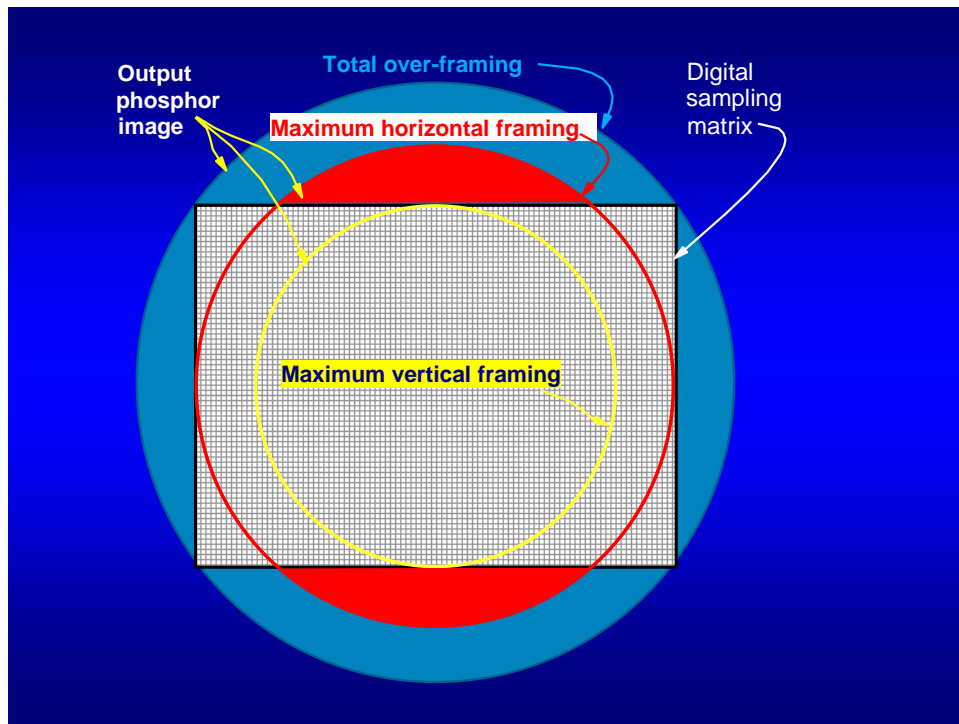 Output
phosphor
image
Total over-framing
Maximum horizontal framing
Digital
sampling
matrix
Maximum vertical framing